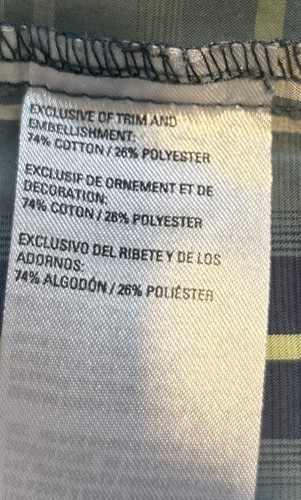 EXCLUSIVE OF TRIM AND
EMBELLISHMENT:
74% COTTON / 26% POLYESTER
EXCLUSIF DE ORNEMENT ET DE
DECORATION:
74% COTON / 26% POLYESTER
EXCLUSIVO DEL RIBETE Y DE LOS
ADORNOS:
74% ALGODÓN / 26% POLIÉSTER